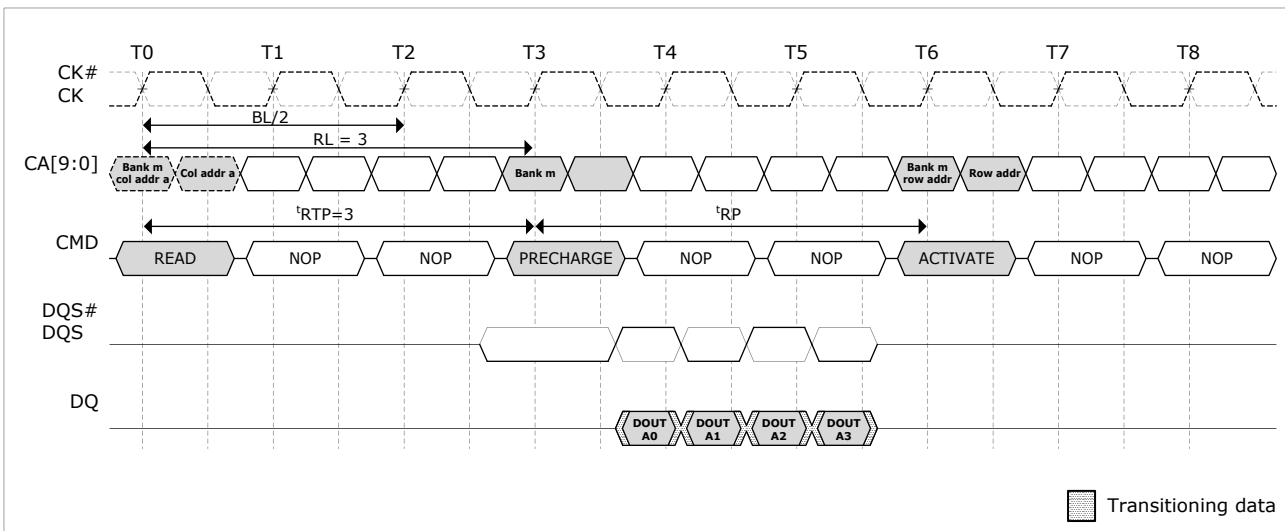 T0 T1 T2 T3 T4 T5 T6 T7 T8
CK#
CK
BL/2
RL = 3
CA[9:0]
Bank m
col addr a
Col addr a
Bank m
Bank m
row addr
Row addr
tRTP=3
tRP
CMD
READ NOP NOP PRECHARGE NOP NOP ACTIVATE NOP NOP
DQS#
DQS
DQ
DOUT
A0
DOUT
A1
DOUT
A2
DOUT
A3
Transitioning data